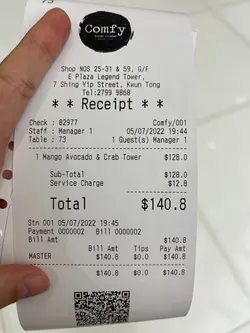 73
Comfy
Shop NOS 25-31 & 59, G/F
E Plaza Legend Tower,
7 Shing Yip Street, Kwun Tong
Tel:2799 9868
** Receipt **
Check : 82977 Comfy/001
Staff : Manager 1 05/07/2022 19:44
Table : 73 1 Guest(s) Manager 1
1 Mango Avocado & Crab Tower $128.0
Sub-Total $128.0
Service Charge $12.8
Total $140.8
Stn 001 05/07/2022 19:45
Payment 0000002 Bill 0000002
Bill Amt $140.8
Bill Amt Tips Pay Amt
MASTER $140.8 $0.0 $140.8
$140.8 $0.0 $140.8